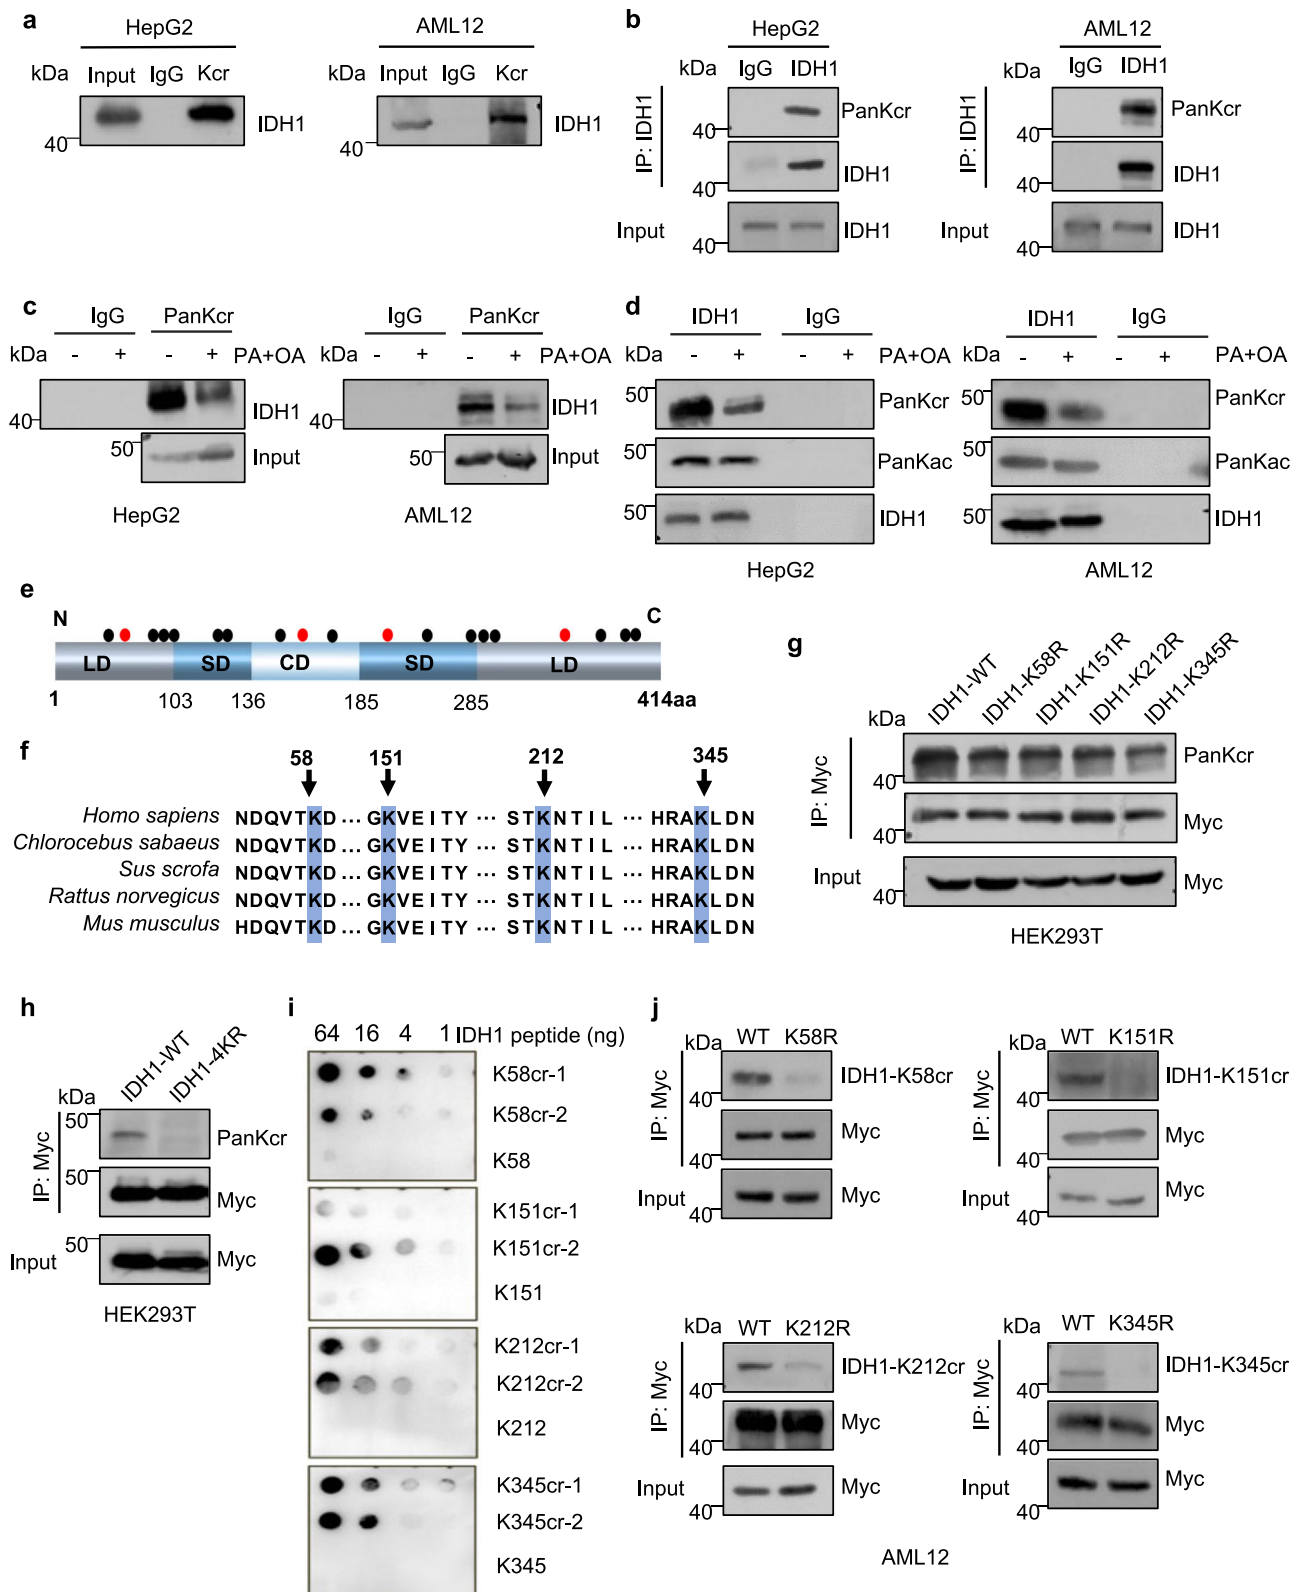 a
HepG2
kDa Input IgG Kcr
IDH1
40
AML12
kDa Input IgG Kcr
IDH1
40
b
HepG2
kDa IgG IDH1
IP: IDH1
PanKcr
40 IDH1
Input 40 IDH1
AML12
kDa IgG IDH1
IP: IDH1
PanKcr
40 IDH1
Input 40 IDH1
c
IgG PanKcr
kDa - + - + PA+OA
40 IDH1
50 Input
HepG2
IgG PanKcr
kDa - + - + PA+OA
40 IDH1
50 Input
AML12
d
IDH1 IgG
kDa - + - + PA+OA
50 PanKcr
50 PanKac
50 IDH1
HepG2
IDH1 IgG
kDa - + - + PA+OA
50 PanKcr
50 PanKac
50 IDH1
AML12
e
N C
LD SD CD SD LD
1 103 136 185 285 414aa
f
58 151 212 345
Homo sapiens NDQVTKD ... GKVEITY ... STKNTIL ... HRAKLDN
Chlorocebus sabaeus NDQVTKD ... GKVEITY ... STKNTIL ... HRAKLDN
Sus scrofa NDQVTKD ... GKVEITY ... STKNTIL ... HRAKLDN
Rattus norvegicus NDQVTKD ... GKVEITY ... STKNTIL ... HRAKLDN
Mus musculus HDQVTKD ... GKVEITY ... STKNTIL ... HRAKLDN
g
IDH1-WT IDH1-K58R IDH1-K151R IDH1-K212R IDH1-K345R
kDa
IP: Myc
40 PanKcr
40 Myc
Input 40 Myc
HEK293T
h
IDH1-WT IDH1-4KR
kDa
IP: Myc
50 PanKcr
50 Myc
Input 50 Myc
HEK293T
i
64 16 4 1 IDH1 peptide (ng)
K58cr-1
K58cr-2
K58
K151cr-1
K151cr-2
K151
K212cr-1
K212cr-2
K212
K345cr-1
K345cr-2
K345
j
kDa WT K58R
IP: Myc
40 IDH1-K58cr
Myc
Input 40 Myc
kDa WT K151R
IP: Myc
40 IDH1-K151cr
Myc
Input 40 Myc
kDa WT K212R
IP: Myc
40 IDH1-K212cr
40 Myc
Input 40 Myc
kDa WT K345R
IP: Myc
40 IDH1-K345cr
40 Myc
Input 40 Myc
AML12